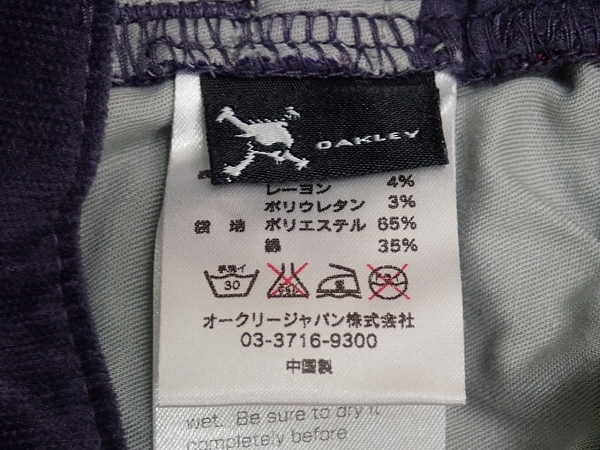 OAKLEY
レーヨン 4%
ポリウレタン 3%
袋 地 ポリエステル 65%
綿 35%
手洗イ
30
オークリージャパン株式会社
03-3716-9300
中国製
wet. Be sure to dry it
completely before